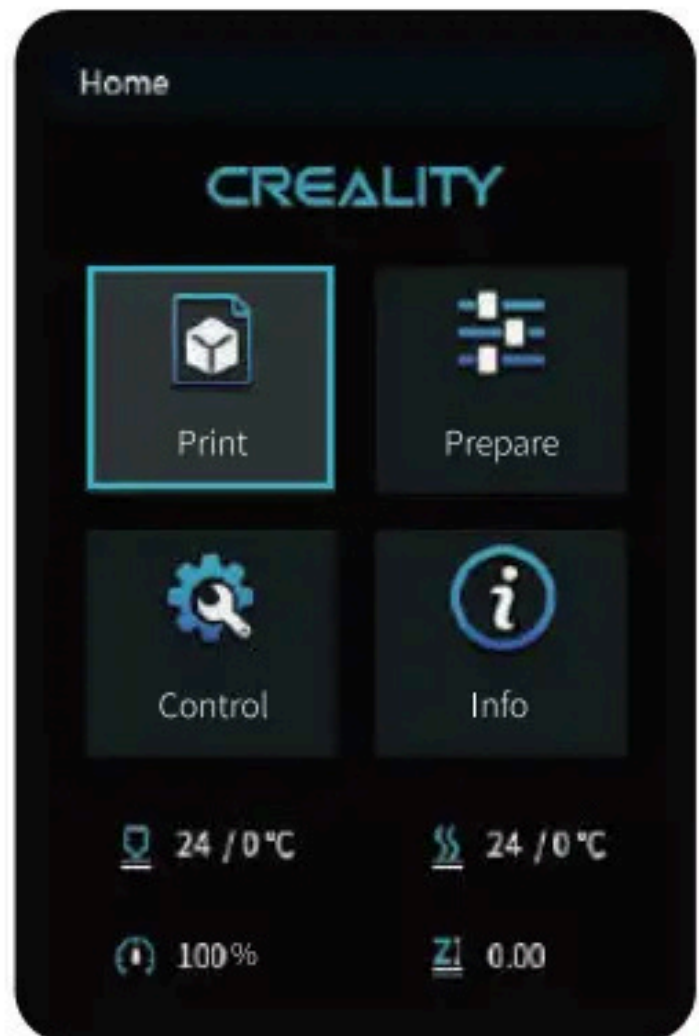 Home
CREALITY
Print
Prepare
Control
Info
24 / 0 °C
24 / 0 °C
100%
Z 0.00